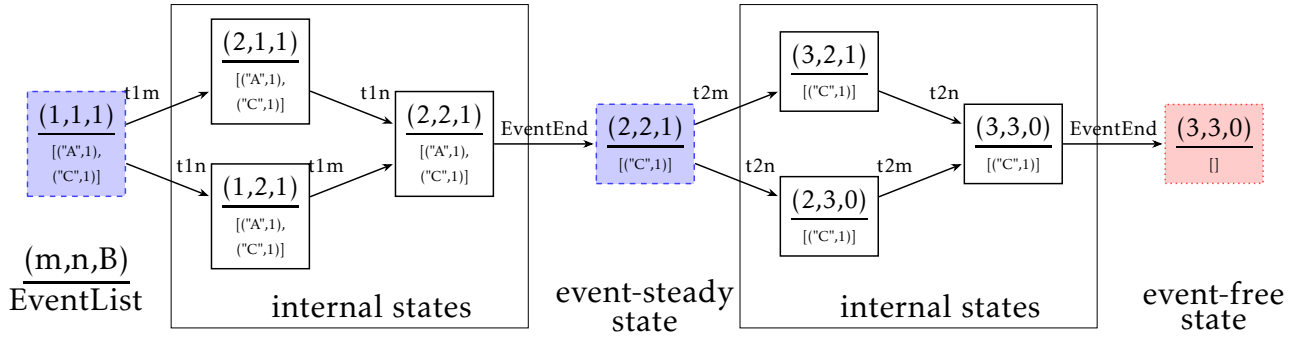 (1,1,1)
[("A",1),
("C",1)]
(m,n,B)
EventList
t1m
t1n
(2,1,1)
[("A",1),
("C",1)]
(1,2,1)
[("A",1),
("C",1)]
t1n
t1m
(2,2,1)
[("A",1),
("C",1)]
internal states
EventEnd
(2,2,1)
[("C",1)]
event-steady
state
t2m
t2n
(3,2,1)
[("C",1)]
(2,3,0)
[("C",1)]
t2n
t2m
(3,3,0)
[("C",1)]
internal states
EventEnd
(3,3,0)
[]
event-free
state